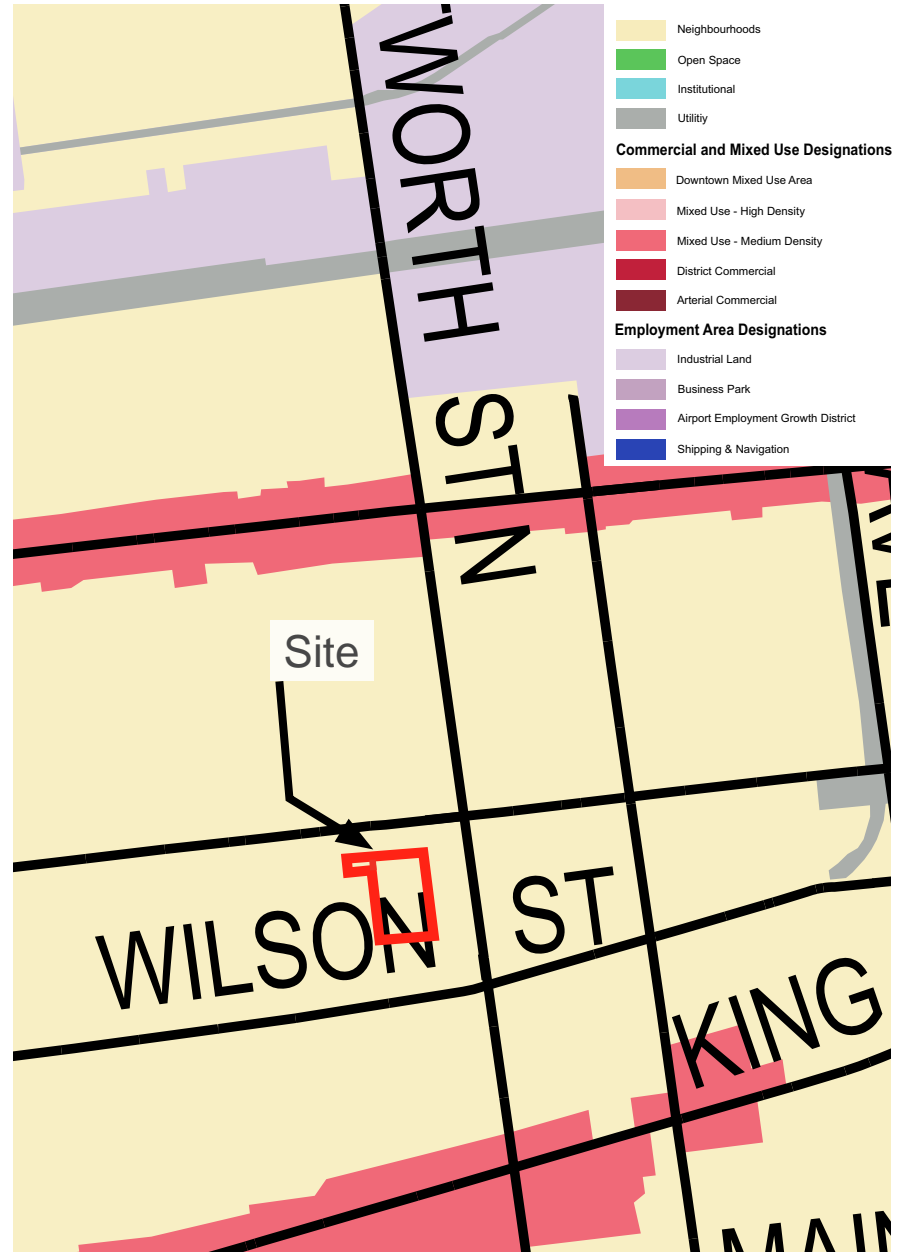 Neighbourhoods
Open Space
Institutional
Utilitiy
Commercial and Mixed Use Designations
Downtown Mixed Use Area
Mixed Use - High Density
Mixed Use - Medium Density
District Commercial
Arterial Commercial
Employment Area Designations
Industrial Land
Business Park
Airport Employment Growth District
Shipping & Navigation
WORTH ST N
Site
WILSON ST
KING
MAIN